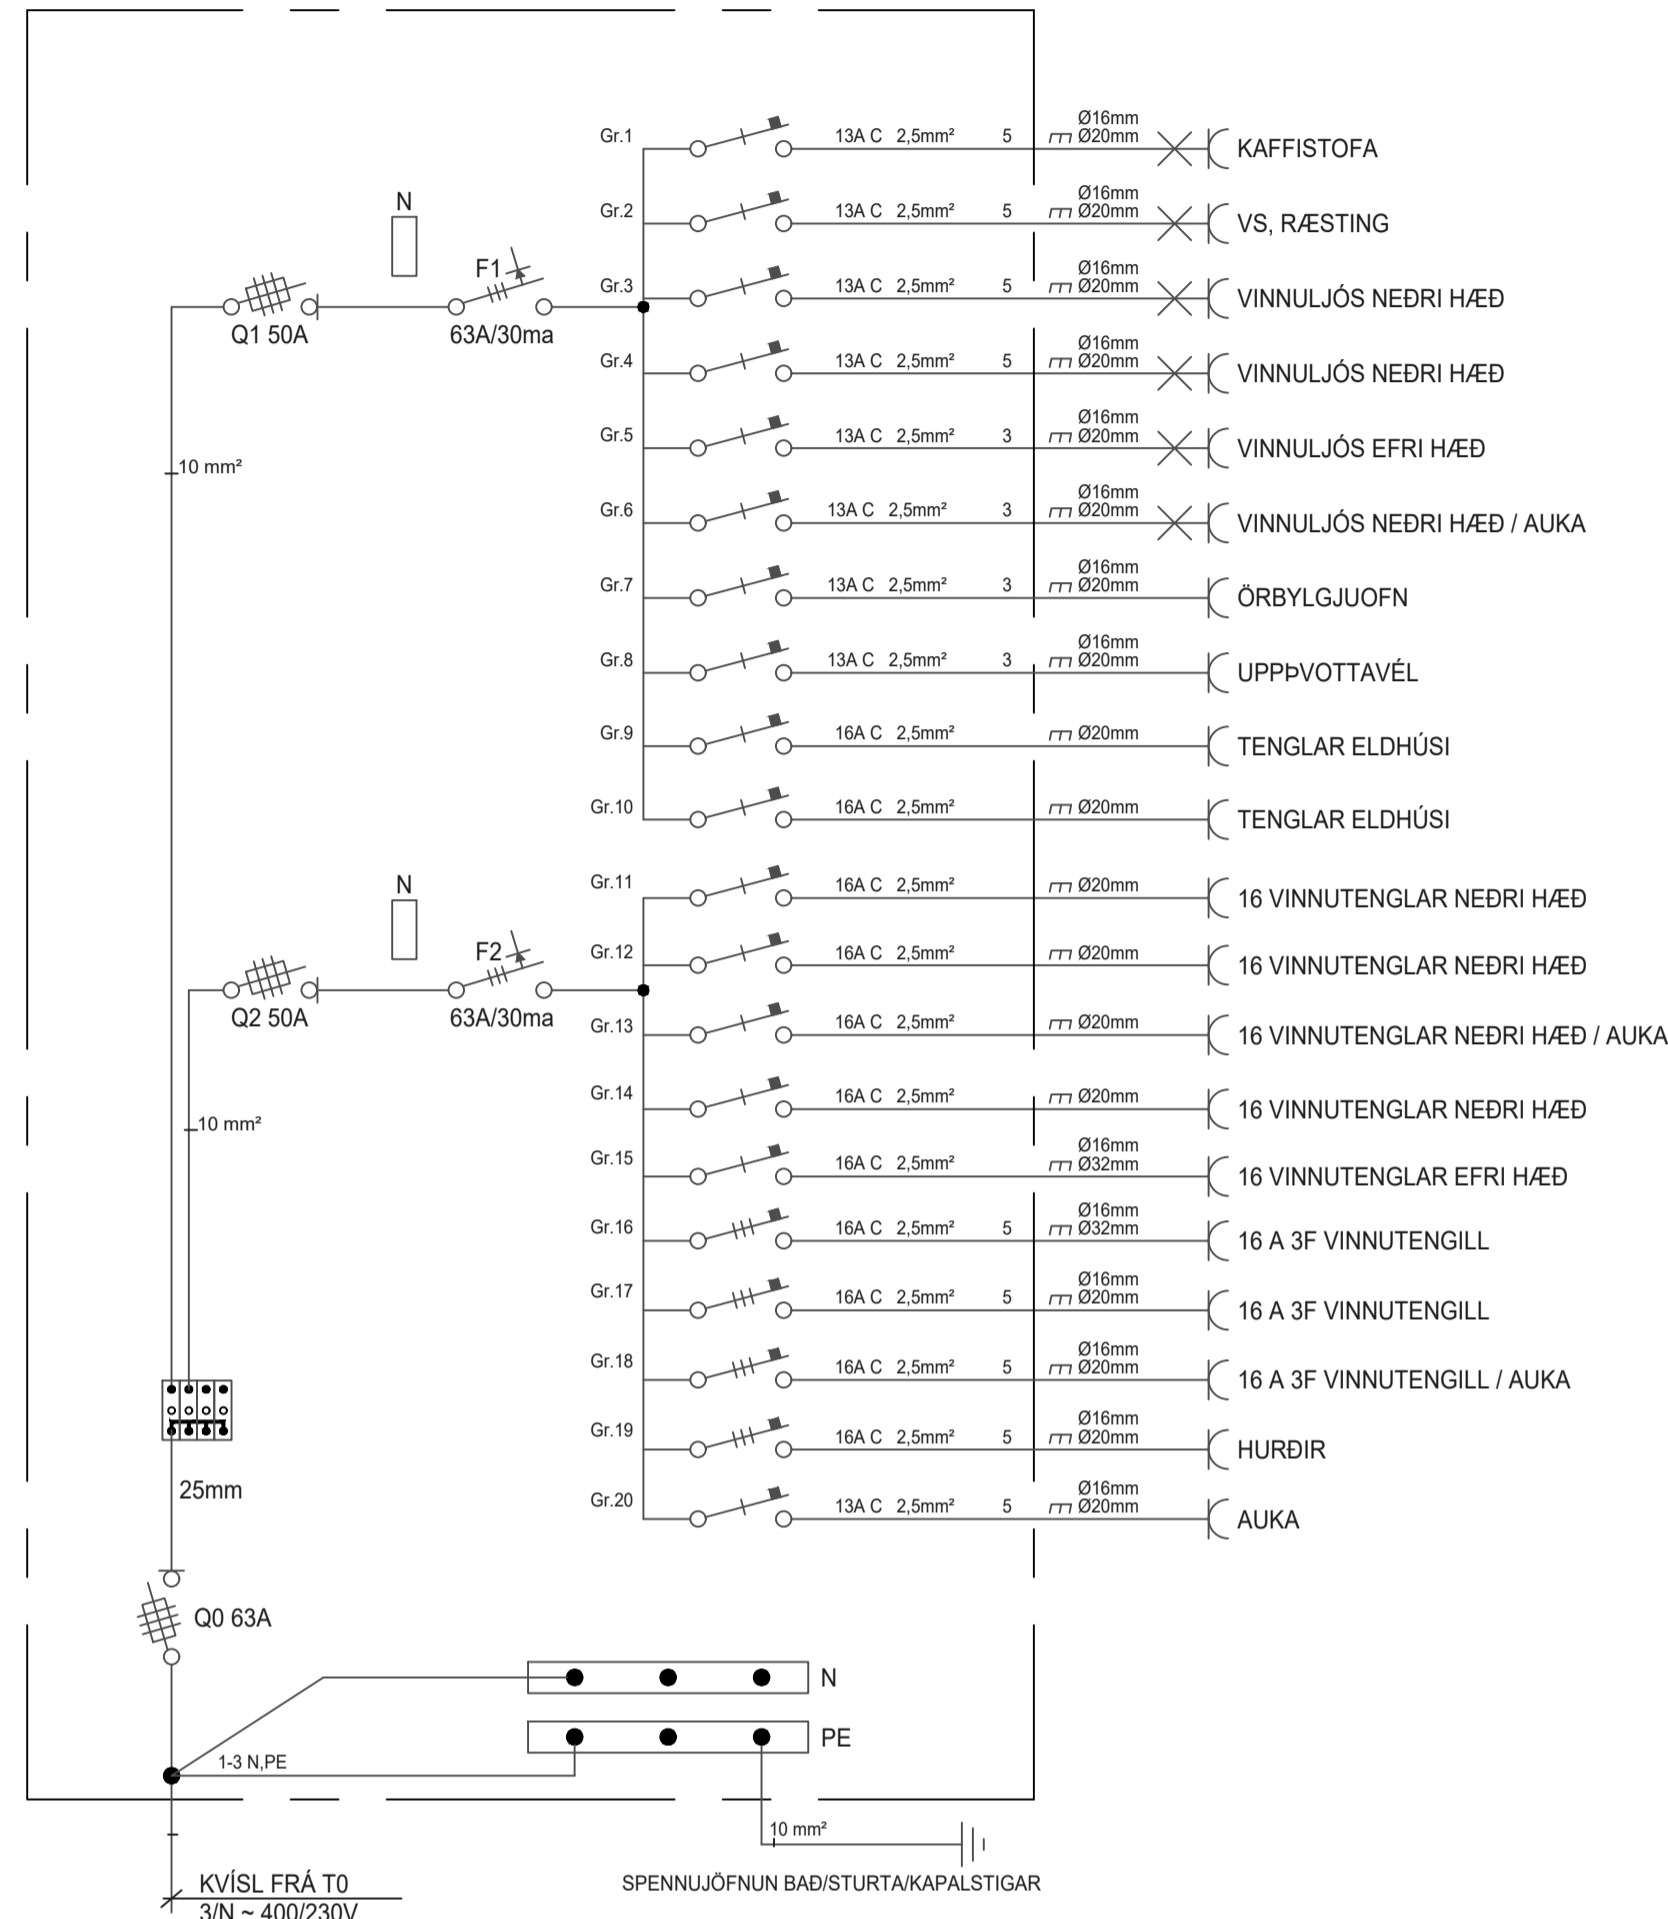 Ø16mm
Gr.1 13A C 2,5mm² 5 Ø20mm KAFFISTOFA
Ø16mm
Gr.2 13A C 2,5mm² 5 Ø20mm VS, RÆSTING
N
Ø16mm
Gr.3 13A C 2,5mm² 5 Ø20mm VINNULJÓS NEÐRI HÆÐ
F1
Q1 50A 63A/30ma
Ø16mm
Gr.4 13A C 2,5mm² 5 Ø20mm VINNULJÓS NEÐRI HÆÐ
Ø16mm
Gr.5 13A C 2,5mm² 3 Ø20mm VINNULJÓS EFRI HÆÐ
10 mm²
Ø16mm
Gr.6 13A C 2,5mm² 3 Ø20mm VINNULJÓS NEÐRI HÆÐ / AUKA
Ø16mm
Gr.7 13A C 2,5mm² 3 Ø20mm ÖRBYLGJUOFN
Ø16mm
Gr.8 13A C 2,5mm² 3 Ø20mm UPPÞVOTTAVÉL
Gr.9 16A C 2,5mm² Ø20mm TENGLAR ELDHÚSI
Gr.10 16A C 2,5mm² Ø20mm TENGLAR ELDHÚSI
N
Gr.11 16A C 2,5mm² Ø20mm 16 VINNUTENGLAR NEÐRI HÆÐ
F2
Gr.12 16A C 2,5mm² Ø20mm 16 VINNUTENGLAR NEÐRI HÆÐ
Q2 50A 63A/30ma
Gr.13 16A C 2,5mm² Ø20mm 16 VINNUTENGLAR NEÐRI HÆÐ / AUKA
Gr.14 16A C 2,5mm² Ø20mm 16 VINNUTENGLAR NEÐRI HÆÐ
10 mm²
Ø16mm
Gr.15 16A C 2,5mm² Ø32mm 16 VINNUTENGLAR EFRI HÆÐ
Ø16mm
Gr.16 16A C 2,5mm² 5 Ø32mm 16 A 3F VINNUTENGILL
Ø16mm
Gr.17 16A C 2,5mm² 5 Ø20mm 16 A 3F VINNUTENGILL
Ø16mm
Gr.18 16A C 2,5mm² 5 Ø20mm 16 A 3F VINNUTENGILL / AUKA
Ø16mm
Gr.19 16A C 2,5mm² 5 Ø20mm HURÐIR
25mm
Ø16mm
Gr.20 13A C 2,5mm² 5 Ø20mm AUKA
Q0 63A
N
PE
1-3 N,PE
10 mm²
SPENNUJÖFNUN BAÐ/STURTA/KAPALSTIGAR
KVÍSL FRÁ T0
3/N ~ 400/230V